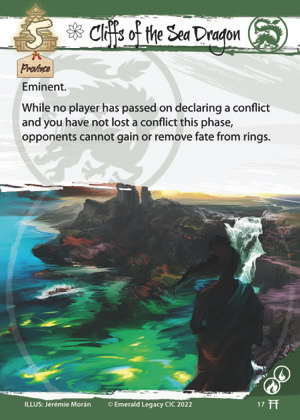 5 Cliffs of the Sea Dragon
Province
Eminent.
While no player has passed on declaring a conflict
and you have not lost a conflict this phase,
opponents cannot gain or remove fate from rings.
ILLUS: Jérémie Morán © Emerald Legacy CIC 2022 17